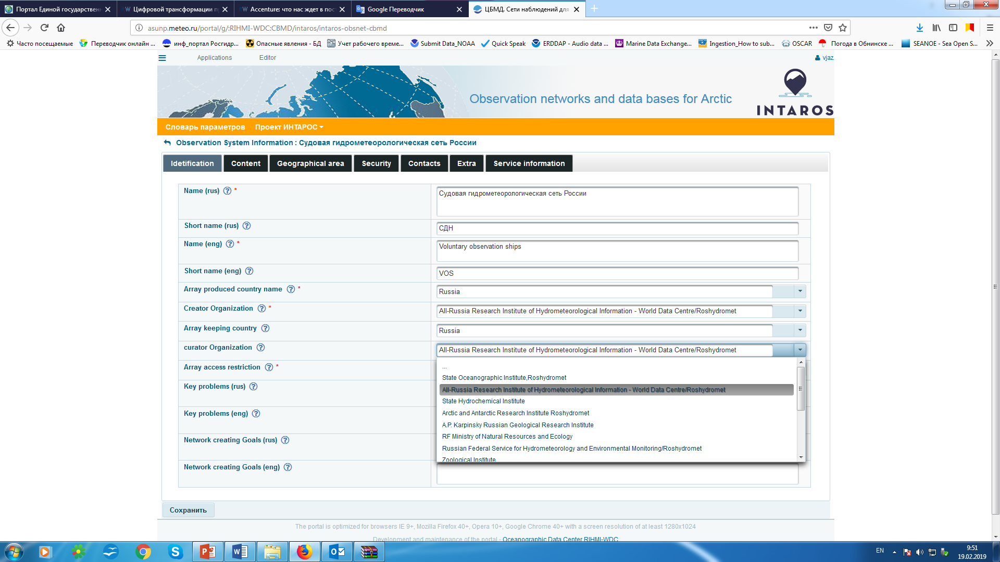 Портал Единой государствен
Цифровой трансформации п
Accenture: что нас ждет в пос
Google Переводчик
ЦБМД. Сети наблюдений для
asunp.meteo.ru/portal/g/:RIHMI-WDC:CBMD/intaros/intaros-obsnet-cbmd
Часто посещаемые
Переводчик онлайн ...
инф_портал Росгидр...
Опасные явления - БД
Учет рабочего време...
Submit Data_NOAA
Quick Speak
ERDDAP - Audio data ...
Marine Data Exchange...
Ingestion_How to sub...
OSCAR
Погода в Обнинске ...
SEANOE - Sea Open S...
Applications Editor vjaz
Observation networks and data bases for Arctic
INTAROS
Словарь параметров Проект ИНТАРОС
Observation System Information : Судовая гидрометеорологическая сеть России
Idetification Content Geographical area Security Contacts Extra Service information
Name (rus) ? *
Судовая гидрометеорологическая сеть России
Short name (rus) ?
СДН
Name (eng) ? *
Voluntary observation ships
Short name (eng) ?
VOS
Array produced country name ? *
Russia
Creator Organization ? *
All-Russia Research Institute of Hydrometeorological Information - World Data Centre/Roshydromet
Array keeping country ?
Russia
curator Organization ?
All-Russia Research Institute of Hydrometeorological Information - World Data Centre/Roshydromet
...
State Oceanographic Institute,Roshydromet
All-Russia Research Institute of Hydrometeorological Information - World Data Centre/Roshydromet
State Hydrochemical Institute
Arctic and Antarctic Research Institute Roshydromet
A.P. Karpinsky Russian Geological Research Institute
RF Ministry of Natural Resources and Ecology
Russian Federal Service for Hydrometeorology and Environmental Monitoring/Roshydromet
Zoological Institute
Array access restriction ? *
Key problems (rus) ?
Key problems (eng) ?
Network creating Goals (rus) ?
Network creating Goals (eng) ?
Сохранить
The portal is optimized for browsers IE 9+, Mozilla Firefox 40+, Opera 10+, Google Chrome 40+ with a screen resolution of at least 1280x1024
Development and maintenance of the portal - Oceanographic Data Center RIHMI-WDC
EN
9:51
19.02.2019